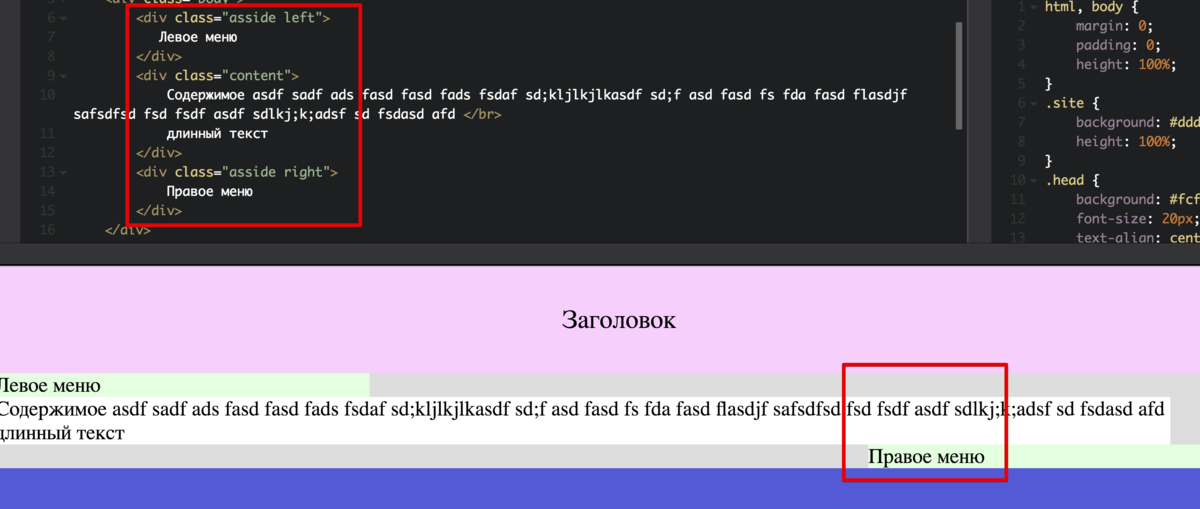 5 <div class="body">
6 <div class="asside left">
7 Левое меню
8 </div>
9 <div class="content">
10 Содержимое asdf sadf ads fasd fasd fads fsdaf sd;kljlkjlkasdf sd;f asd fasd fs fda fasd flasdjf
safsdfsd fsd fsdf asdf sdlkj;k;adsf sd fsdasd afd </br>
11 длинный текст
12 </div>
13 <div class="asside right">
14 Правое меню
15 </div>
16 </div>
1 html, body {
2 margin: 0;
3 padding: 0;
4 height: 100%;
5 }
6 .site {
7 background: #ddd
8 height: 100%;
9 }
10 .head {
11 background: #fcf
12 font-size: 20px;
13 text-align: cent
Заголовок
Левое меню
Содержимое asdf sadf ads fasd fasd fads fsdaf sd;kljlkjlkasdf sd;f asd fasd fs fda fasd flasdjf safsdfsd fsd fsdf asdf sdlkj;k;adsf sd fsdasd afd
длинный текст
Правое меню